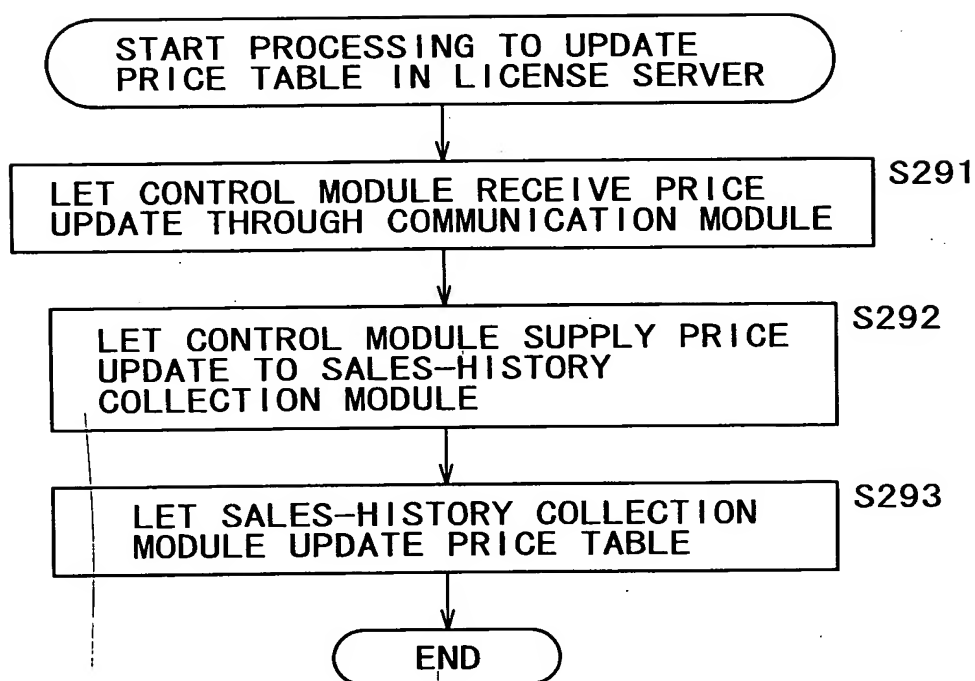 START PROCESSING TO UPDATE
PRICE TABLE IN LICENSE SERVER
S291
LET CONTROL MODULE RECEIVE PRICE
UPDATE THROUGH COMMUNICATION MODULE
S292
LET CONTROL MODULE SUPPLY PRICE
UPDATE TO SALES-HISTORY
COLLECTION MODULE
S293
LET SALES-HISTORY COLLECTION
MODULE UPDATE PRICE TABLE
END